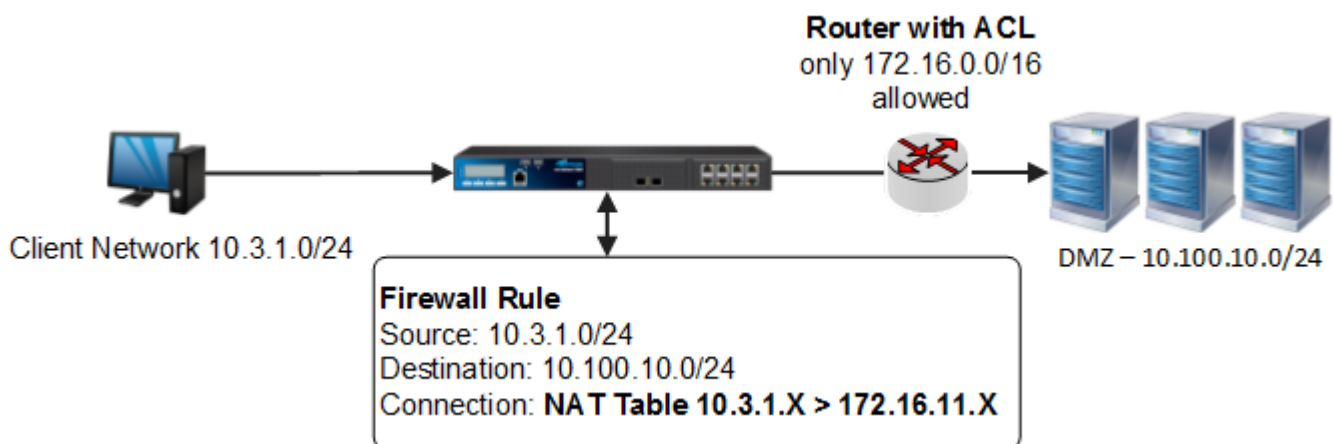 Router with ACL
only 172.16.0.0/16
allowed
Client Network 10.3.1.0/24
DMZ – 10.100.10.0/24
Firewall Rule
Source: 10.3.1.0/24
Destination: 10.100.10.0/24
Connection: NAT Table 10.3.1.X > 172.16.11.X